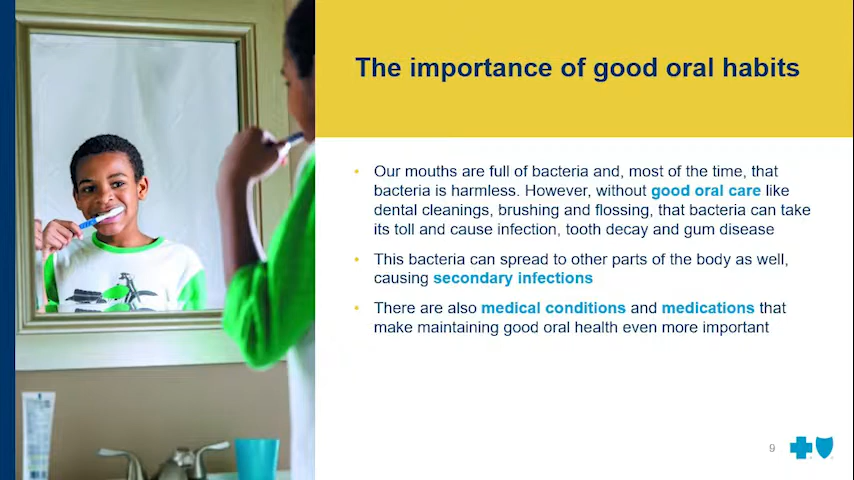 The importance of good oral habits
• Our mouths are full of bacteria and, most of the time, that
bacteria is harmless. However, without good oral care like
dental cleanings, brushing and flossing, that bacteria can take
its toll and cause infection, tooth decay and gum disease
• This bacteria can spread to other parts of the body as well,
causing secondary infections
• There are also medical conditions and medications that
make maintaining good oral health even more important
9